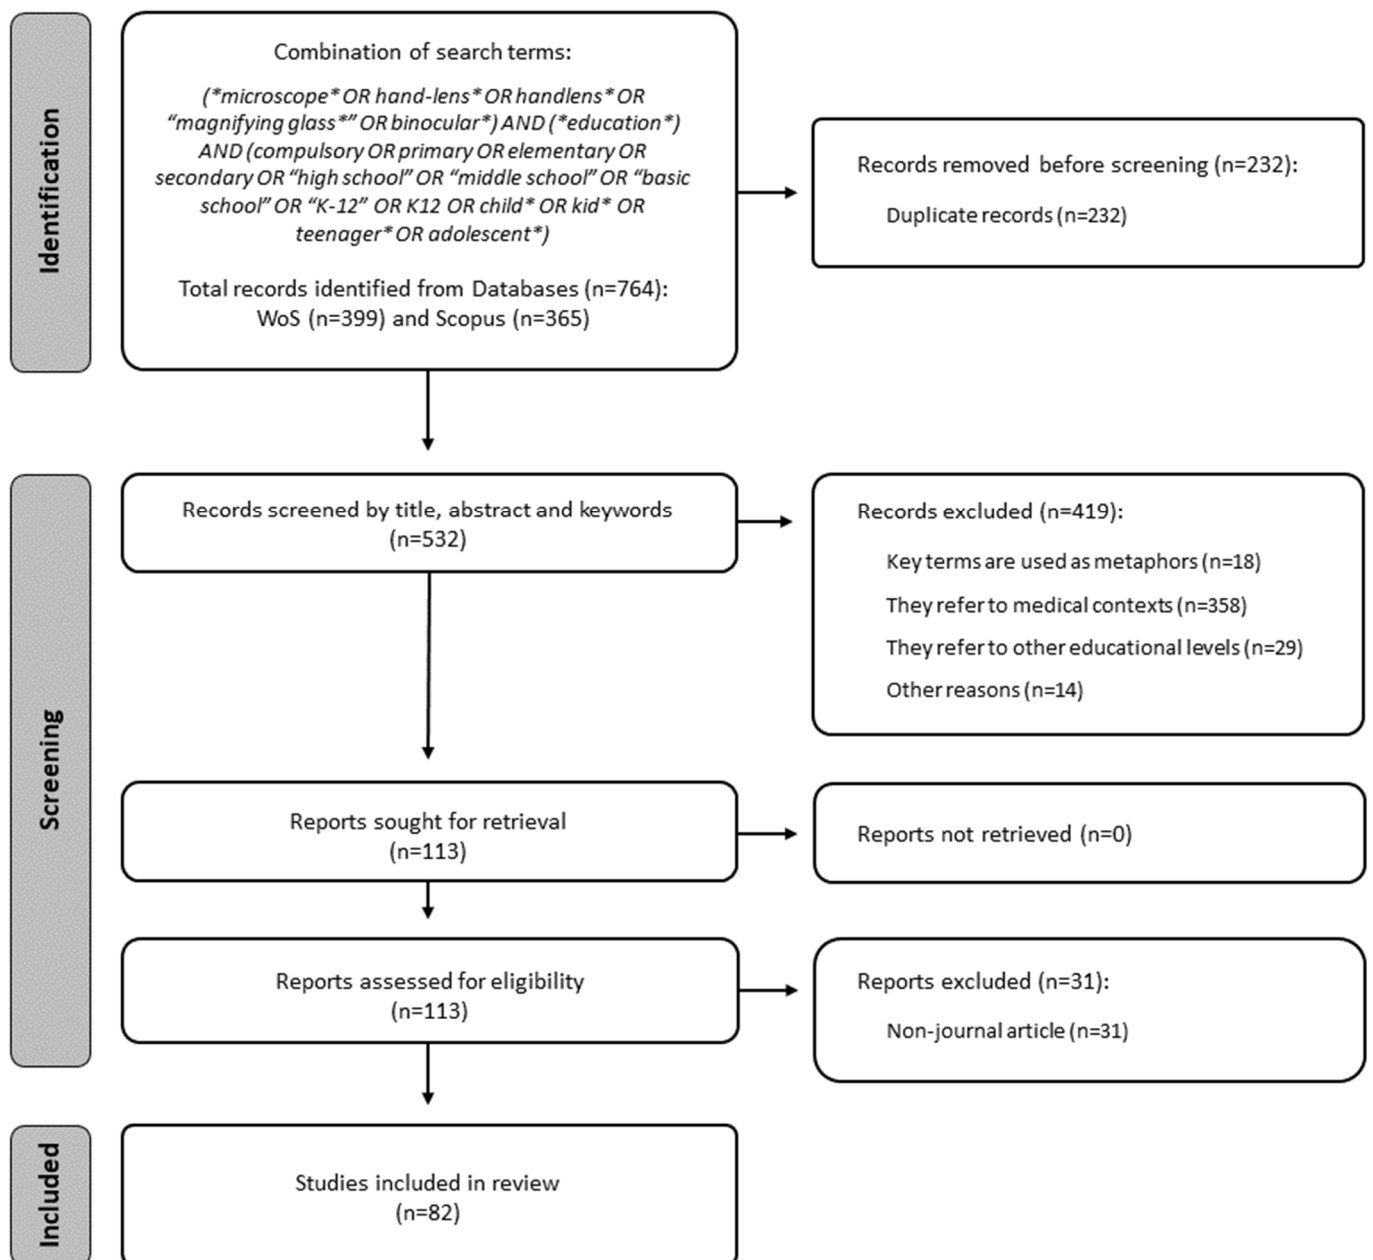 Identification
Combination of search terms:
(*microscope* OR hand-lens* OR handlens* OR
“magnifying glass*” OR binocular*) AND (*education*)
AND (compulsory OR primary OR elementary OR
secondary OR “high school” OR “middle school” OR “basic
school” OR “K-12” OR K12 OR child* OR kid* OR
teenager* OR adolescent*)
Total records identified from Databases (n=764):
WoS (n=399) and Scopus (n=365)
Records removed before screening (n=232):
Duplicate records (n=232)
Screening
Records screened by title, abstract and keywords
(n=532)
Records excluded (n=419):
Key terms are used as metaphors (n=18)
They refer to medical contexts (n=358)
They refer to other educational levels (n=29)
Other reasons (n=14)
Reports sought for retrieval
(n=113)
Reports not retrieved (n=0)
Reports assessed for eligibility
(n=113)
Reports excluded (n=31):
Non-journal article (n=31)
Included
Studies included in review
(n=82)